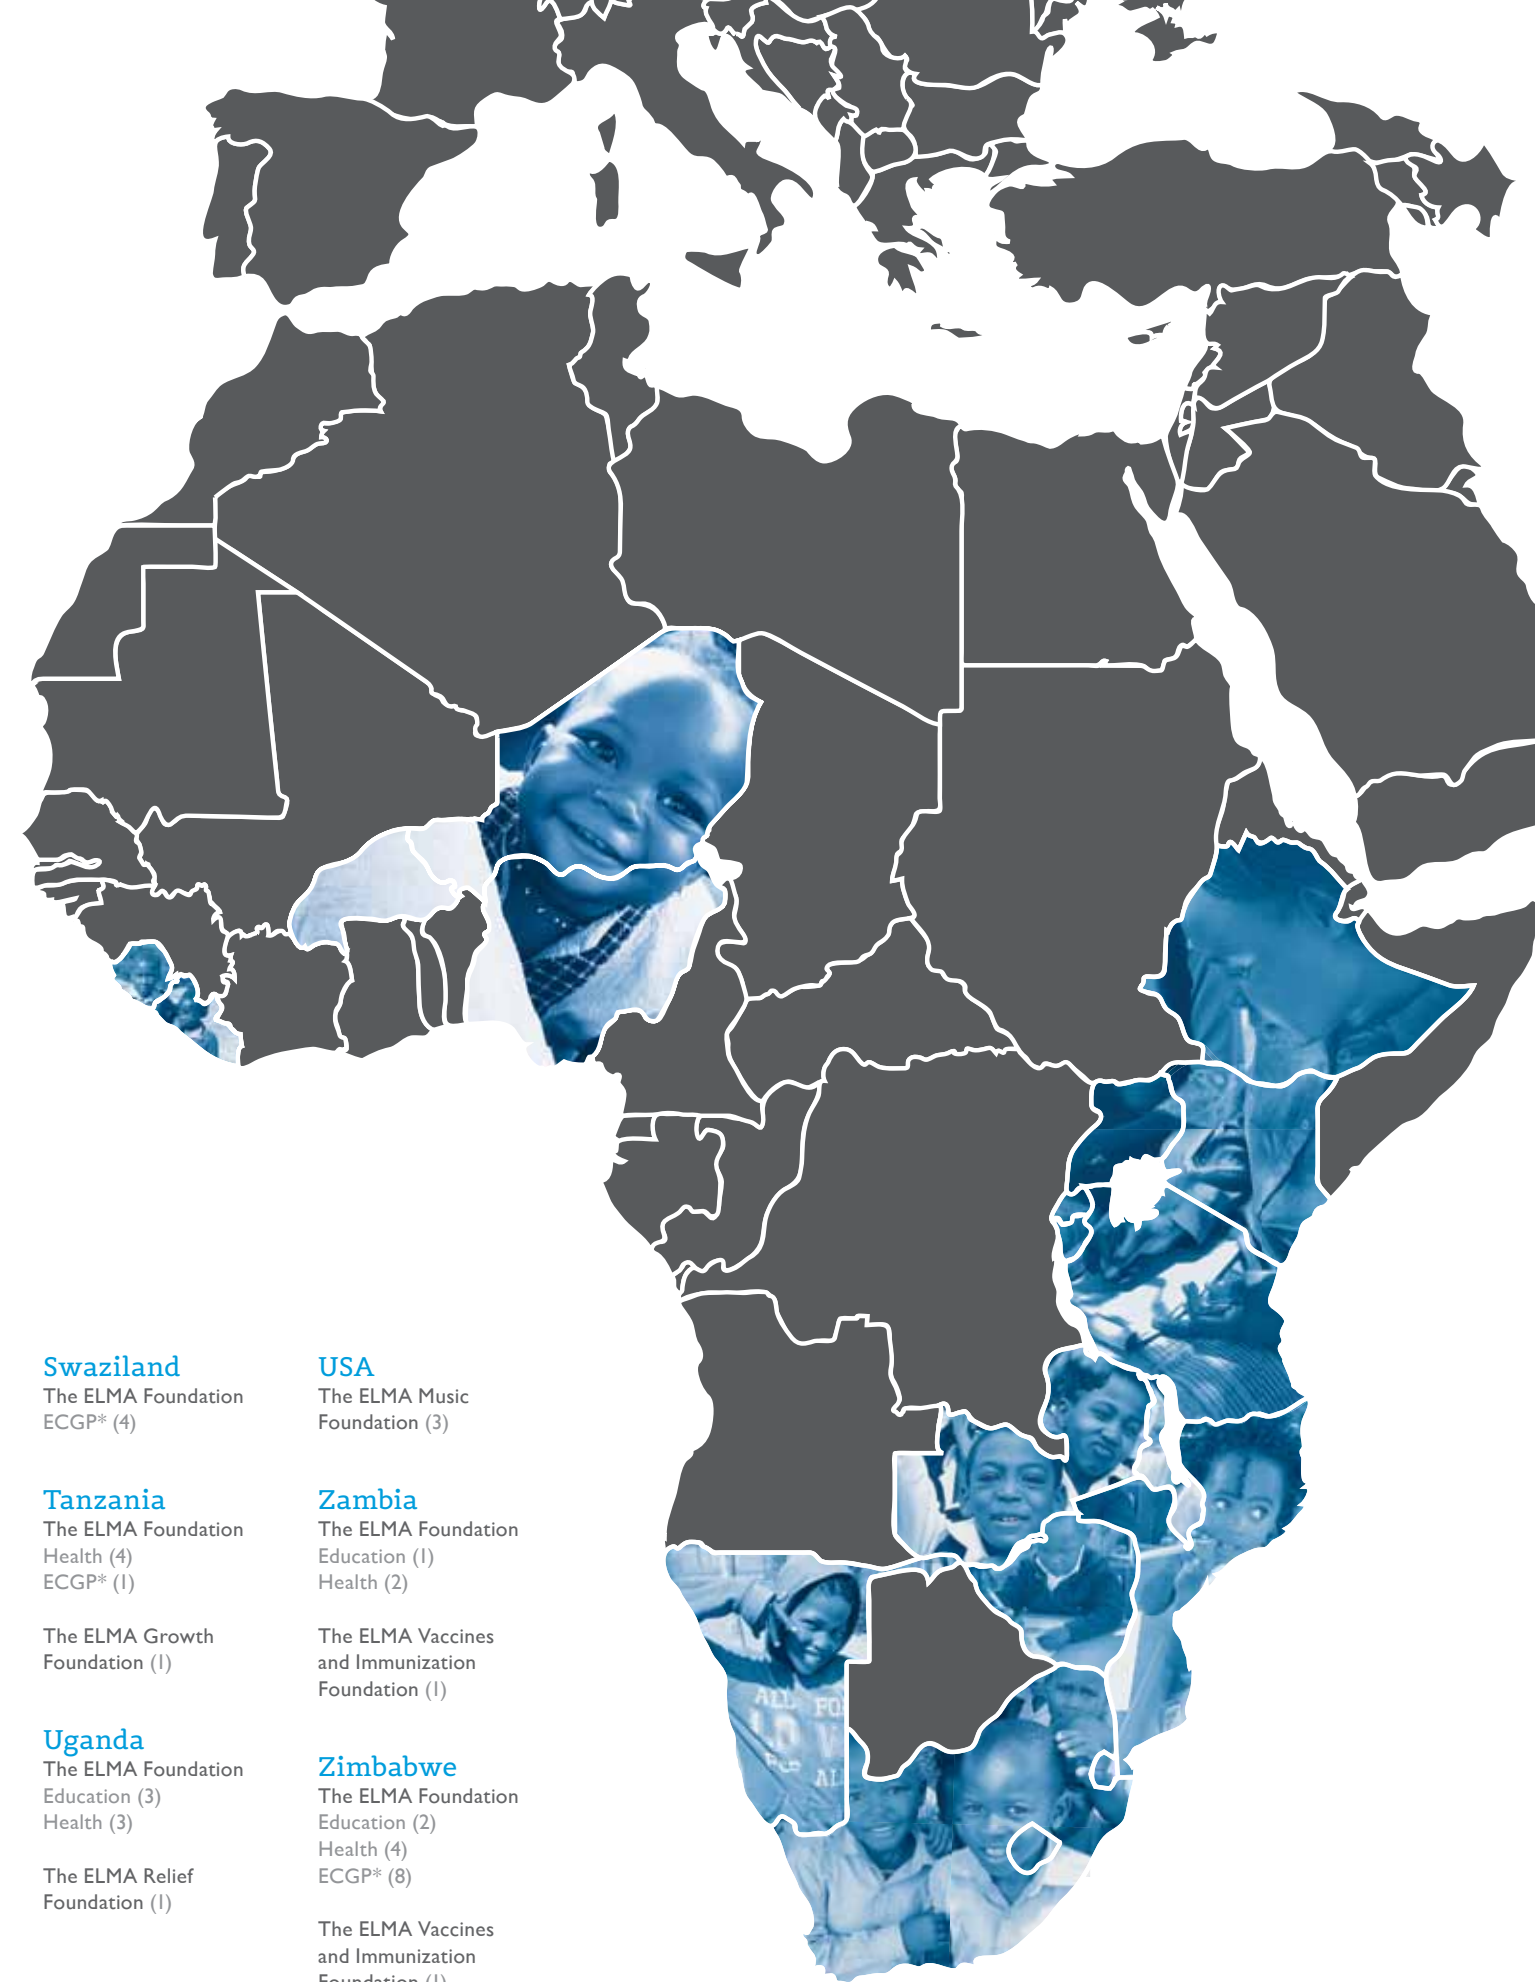 Swaziland
The ELMA Foundation
ECGP* (4)
Tanzania
The ELMA Foundation
Health (4)
ECGP* (1)
The ELMA Growth
Foundation (1)
Uganda
The ELMA Foundation
Education (3)
Health (3)
The ELMA Relief
Foundation (1)
USA
The ELMA Music
Foundation (3)
Zambia
The ELMA Foundation
Education (1)
Health (2)
The ELMA Vaccines
and Immunization
Foundation (1)
Zimbabwe
The ELMA Foundation
Education (2)
Health (4)
ECGP* (8)
The ELMA Vaccines
and Immunization
Foundation (1)
ALL